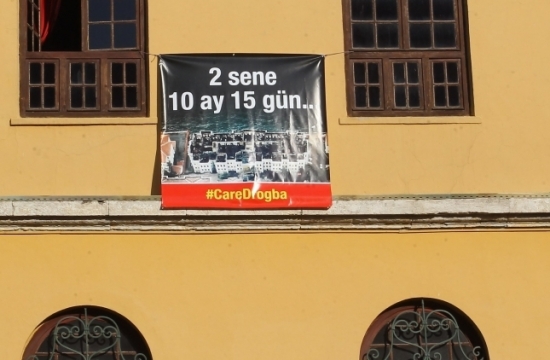 2 sene
10 ay 15 gün..
#CareDrogba